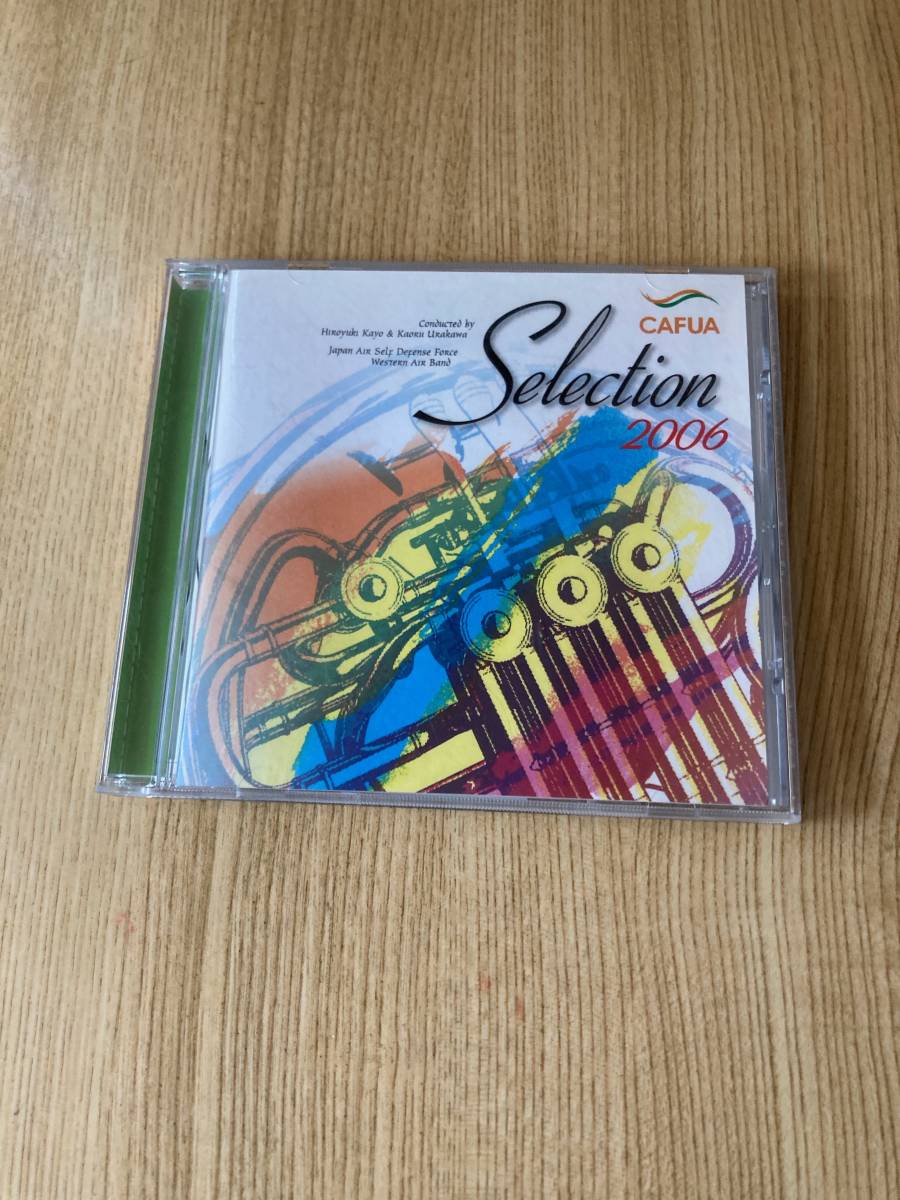 Conducted by
Hiroyuki Kayo & Kaoru Urakawa
Japan Air Self Defense Force
Western Air Band
CAFUA
Selection
2006